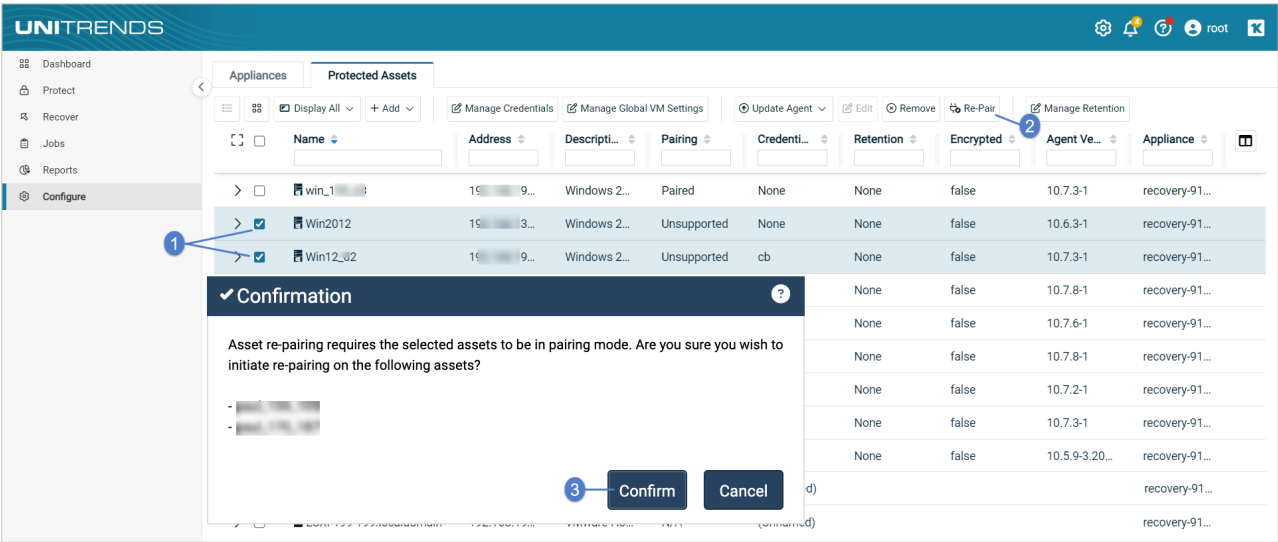 UNITRENDS 4 root
Dashboard
Protect
Recover
Jobs
Reports
Configure
Appliances Protected Assets
Display All + Add Manage Credentials Manage Global VM Settings Update Agent Edit Remove Re-Pair Manage Retention
2
Name Address Descripti... Pairing Credenti... Retention Encrypted Agent Ve... Appliance
Windows 2... Paired None None false 10.7.3-1 recovery-91...
Win2012 Windows 2... Unsupported None None false 10.6.3-1 recovery-91...
1
Windows 2... Unsupported cb None false 10.7.3-1 recovery-91...
Confirmation ?
None false 10.7.8-1 recovery-91...
None false 10.7.6-1 recovery-91...
Asset re-pairing requires the selected assets to be in pairing mode. Are you sure you wish to
initiate re-pairing on the following assets?
None false 10.7.8-1 recovery-91...
None false 10.7.2-1 recovery-91...
None false 10.7.3-1 recovery-91...
None false 10.5.9-3.20... recovery-91...
3 Confirm Cancel
recovery-91...
recovery-91...